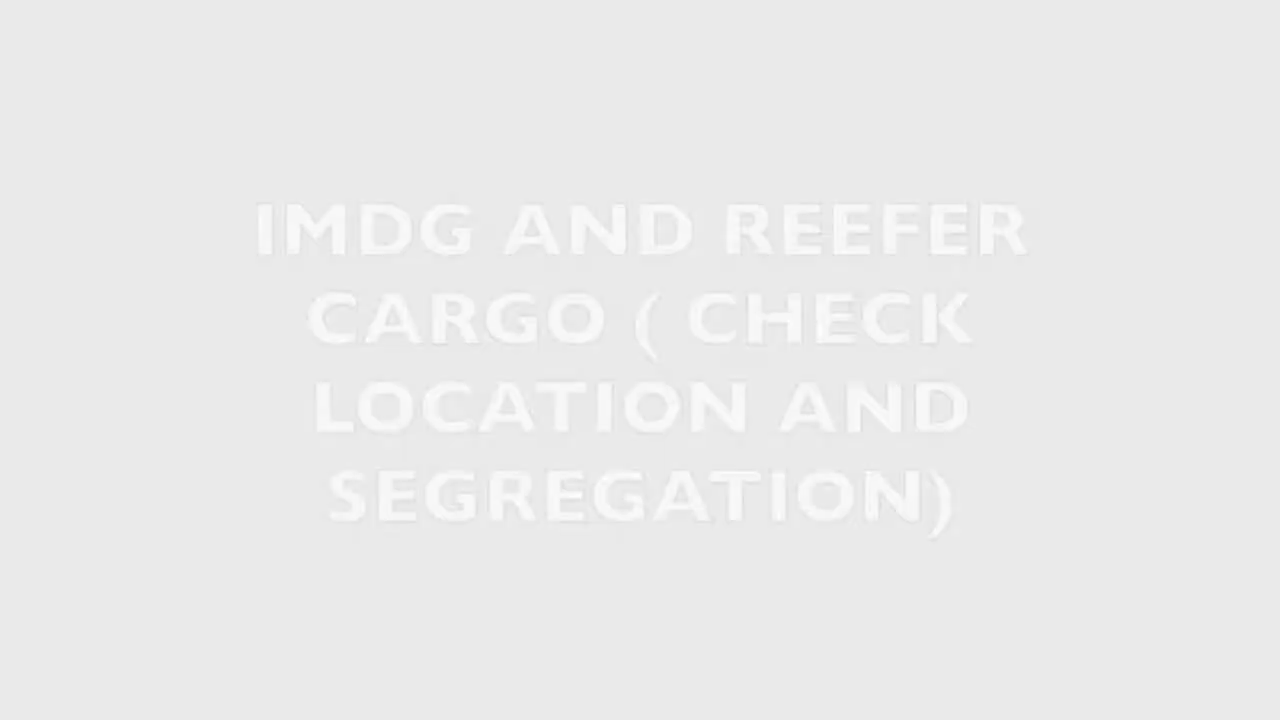 IMDG AND REEFER
CARGO ( CHECK
LOCATION AND
SEGREGATION)